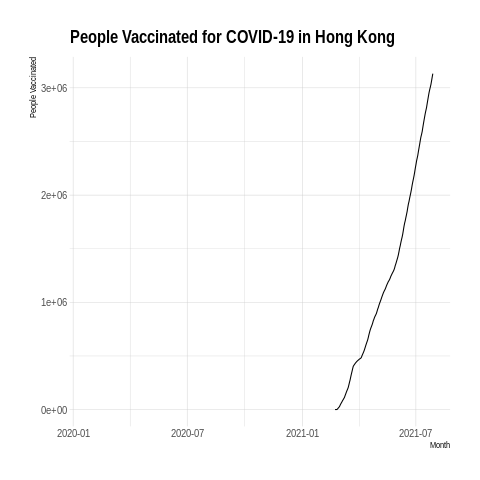 People Vaccinated for COVID-19 in Hong Kong
People Vaccinated
3e+06
2e+06
1e+06
0e+00
2020-01 2020-07 2021-01 2021-07
Month